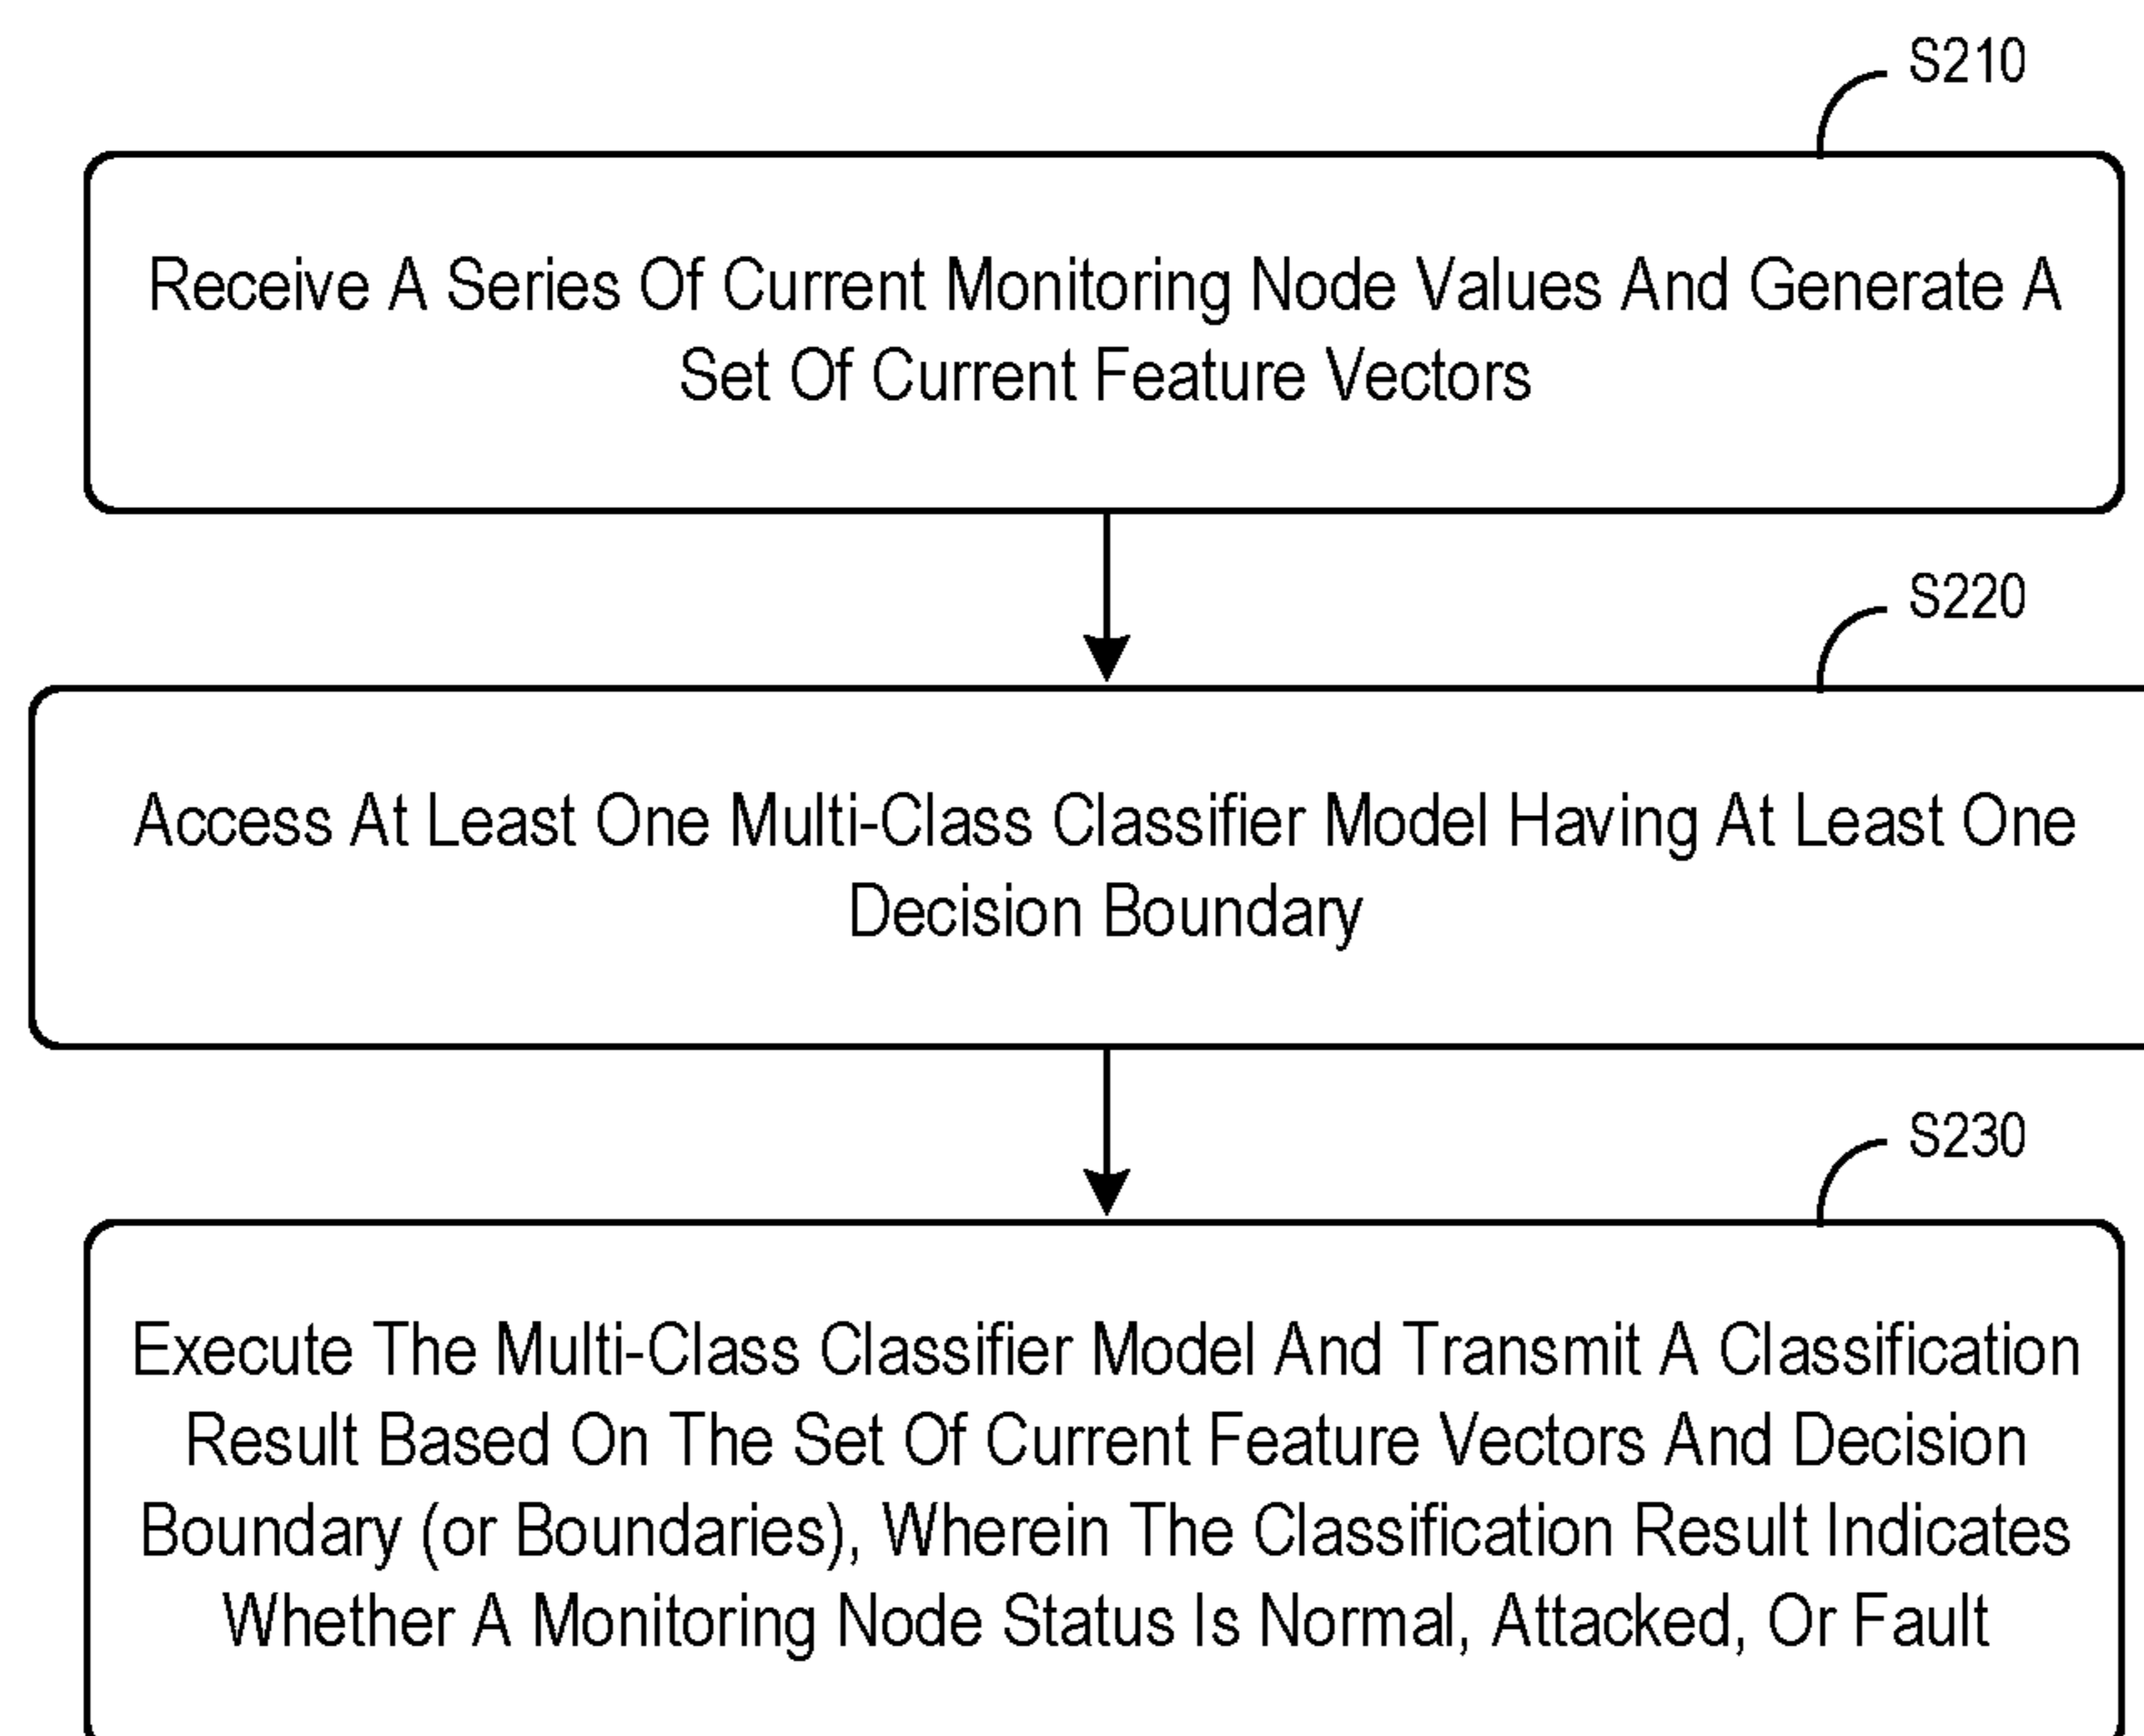 S210
Receive A Series Of Current Monitoring Node Values And Generate A
Set Of Current Feature Vectors
S220
Access At Least One Multi-Class Classifier Model Having At Least One
Decision Boundary
S230
Execute The Multi-Class Classifier Model And Transmit A Classification
Result Based On The Set Of Current Feature Vectors And Decision
Boundary (or Boundaries), Wherein The Classification Result Indicates
Whether A Monitoring Node Status Is Normal, Attacked, Or Fault